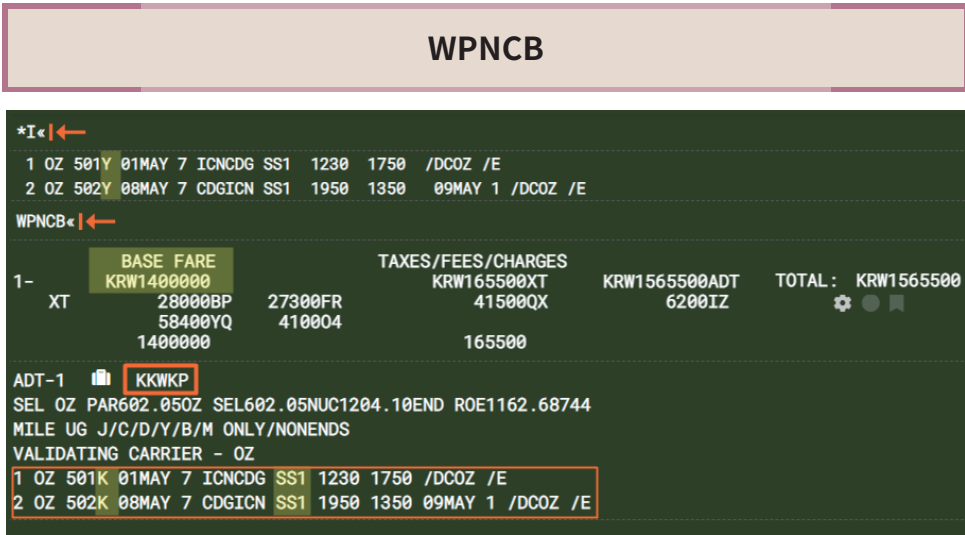 WPNCB
*I«
1 OZ 501Y 01MAY 7 ICNCDG SS1 1230 1750 /DCOZ /E
2 OZ 502Y 08MAY 7 CDGICN SS1 1950 1350 09MAY 1 /DCOZ /E
WPNCB«
BASE FARE TAXES/FEES/CHARGES
1- KRW1400000 KRW165500XT KRW1565500ADT TOTAL: KRW1565500
XT 28000BP 27300FR 41500QX 6200IZ
58400YQ 4100O4
1400000 165500
ADT-1 KKWKP
SEL OZ PAR602.05OZ SEL602.05NUC1204.10END ROE1162.68744
MILE UG J/C/D/Y/B/M ONLY/NONENDS
VALIDATING CARRIER - OZ
1 OZ 501K 01MAY 7 ICNCDG SS1 1230 1750 /DCOZ /E
2 OZ 502K 08MAY 7 CDGICN SS1 1950 1350 09MAY 1 /DCOZ /E